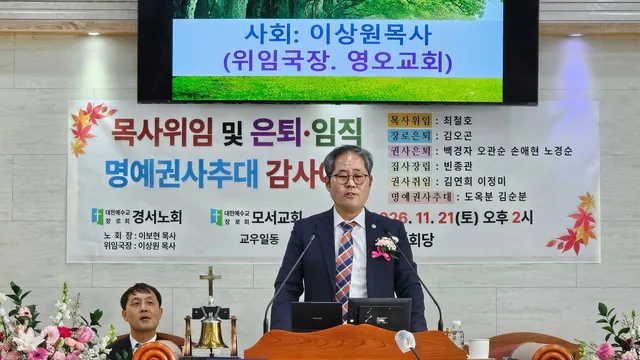 사회: 이상원목사
(위임국장. 영오교회)
목사위임 및 은퇴·임직
명예권사추대 감사예
목사위임 : 최철호
장로은퇴 : 김오곤
권사은퇴 : 백경자 오관순 손애현 노경순
집사장립 : 빈종관
권사취임 : 김연희 이정미
명예권사추대 : 도옥분 김순분
대한예수교
장로회 경서노회
노 회 장 : 이보현 목사
위임국장 : 이상원 목사
대한예수교
장로회 모서교회
교우일동
026. 11. 21(토) 오후 2시
회당